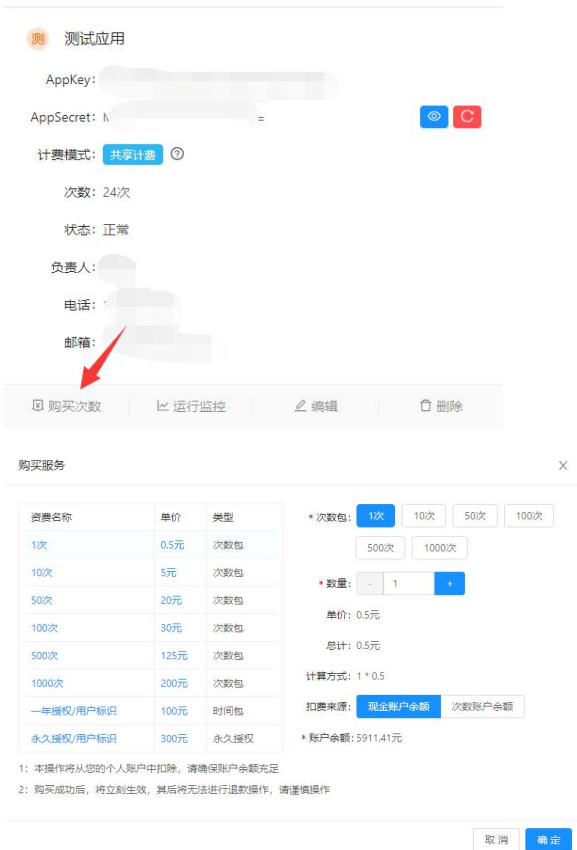 测 测试应用
AppKey:
AppSecret: M =
计费模式: 共享计费 ?
次数: 24次
状态: 正常
负责人:
电话:
邮箱:
购买次数 运行监控 编辑 删除
购买服务
资费名称 单价 类型
1次 0.5元 次数包
10次 5元 次数包
50次 20元 次数包
100次 30元 次数包
500次 125元 次数包
1000次 200元 次数包
一年授权/用户标识 100元 时间包
永久授权/用户标识 300元 永久授权
* 次数包: 1次 10次 50次 100次
500次 1000次
* 数量: - 1 +
单价: 0.5元
总计: 0.5元
计算方式: 1 * 0.5
扣费来源: 现金账户余额 次数账户余额
* 账户余额: 5911.41元
1: 本操作将从您的个人账户中扣除, 请确保账户余额充足
2: 购买成功后, 将立刻生效, 其后将无法进行退款操作, 请谨慎操作
取消 确定